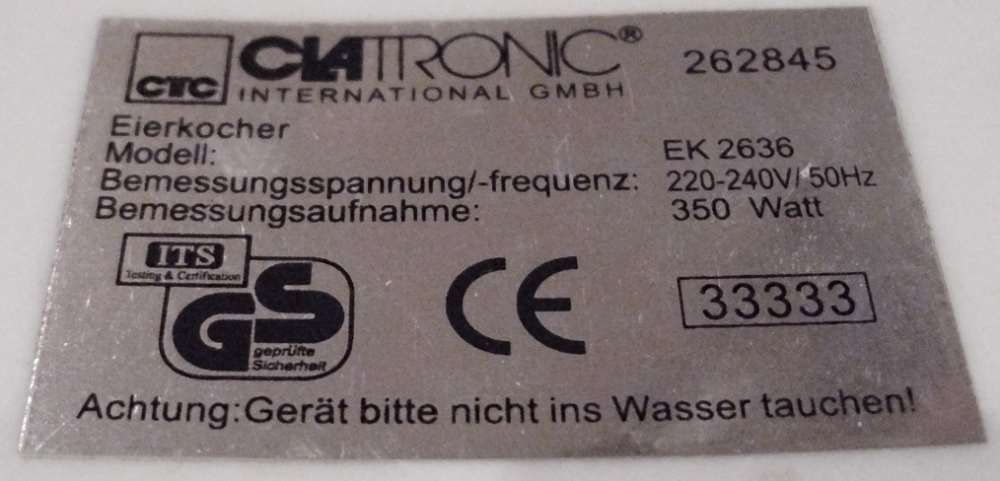 CTC CLATRONIC® 262845
INTERNATIONAL GMBH
Eierkocher
Modell: EK 2636
Bemessungsspannung/-frequenz: 220-240V/ 50Hz
Bemessungsaufnahme: 350 Watt
ITS
Testing & Certification
GS
geprüfte
Sicherheit
CE
33333
Achtung:Gerät bitte nicht ins Wasser tauchen!